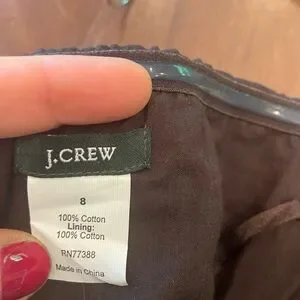 J.CREW
8
100% Cotton
Lining:
100% Cotton
RN77388
Made in China